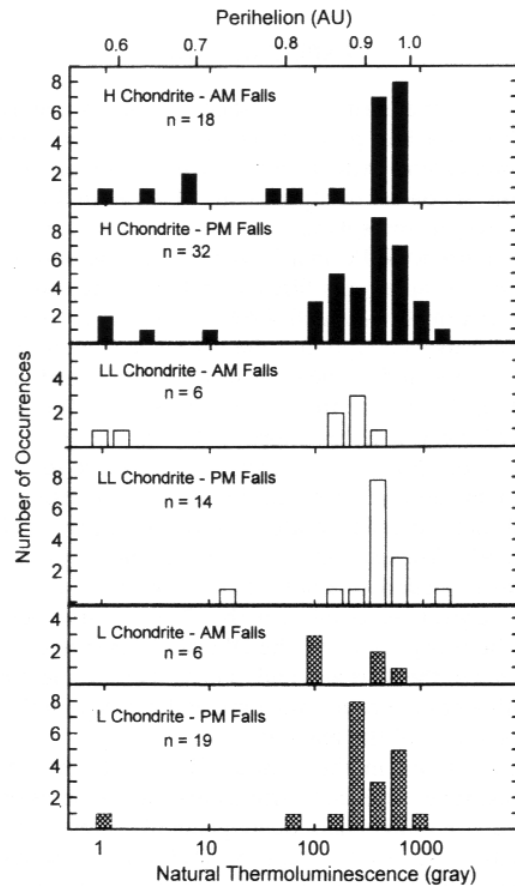 Perihelion (AU)
0.6 0.7 0.8 0.9 1.0
8
6
4
2
H Chondrite - AM Falls
n = 18
8
6
4
2
H Chondrite - PM Falls
n = 32
4
2
LL Chondrite - AM Falls
n = 6
8
6
4
2
LL Chondrite - PM Falls
n = 14
4
2
L Chondrite - AM Falls
n = 6
8
6
4
2
L Chondrite - PM Falls
n = 19
Number of Occurrences
1 10 100 1000
Natural Thermoluminescence (gray)